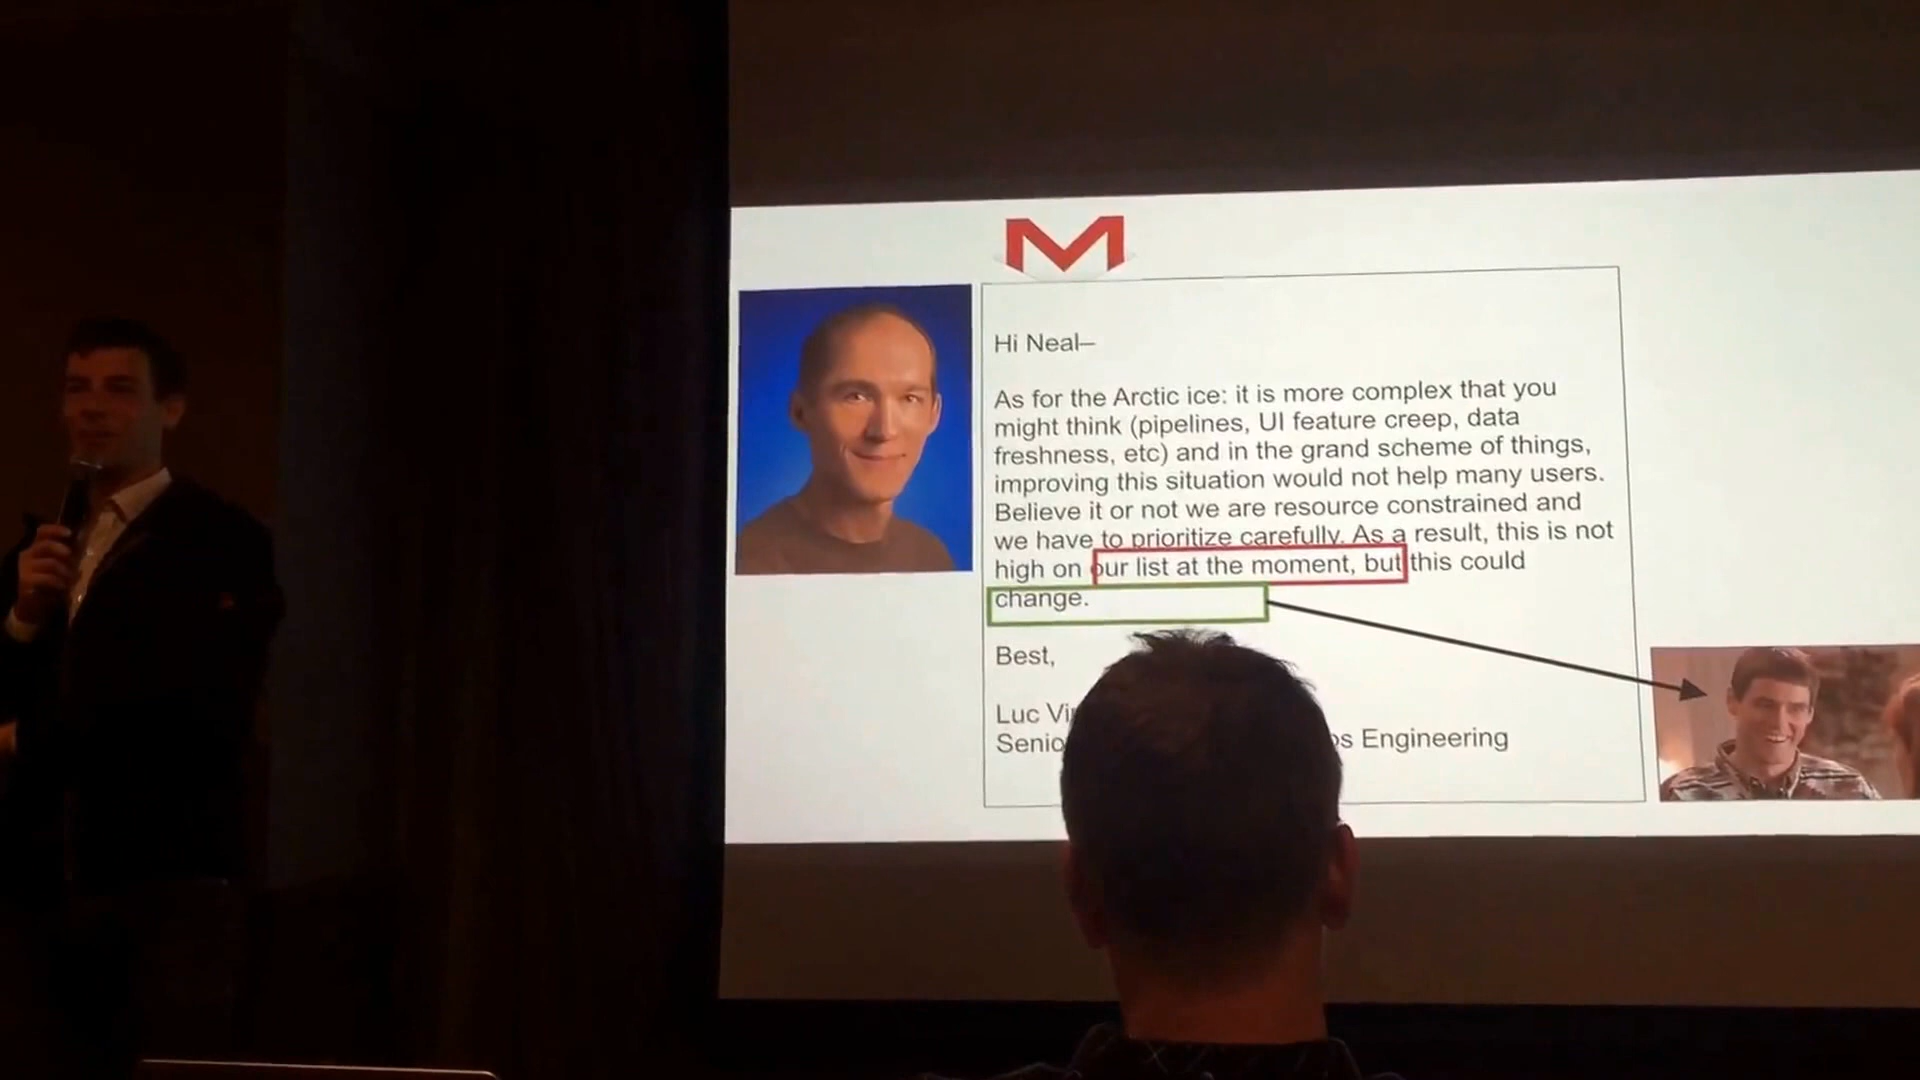 Hi Neal–
As for the Arctic ice: it is more complex that you
might think (pipelines, UI feature creep, data
freshness, etc) and in the grand scheme of things,
improving this situation would not help many users.
Believe it or not we are resource constrained and
we have to prioritize carefully. As a result, this is not
high on our list at the moment, but this could
change.
Best,
Luc
Engineering